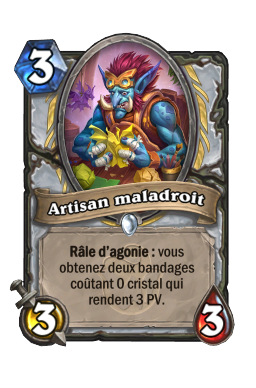 3
Artisan maladroit
Râle d'agonie : vous
obtenez deux bandages
coûtant 0 cristal qui
rendent 3 PV.
3
3